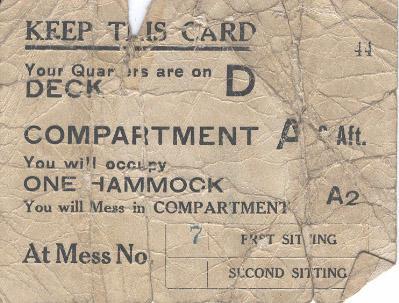 KEEP THIS CARD
44
Your Quarters are on
DECK D
COMPARTMENT A Aft.
You will occupy
ONE HAMMOCK
You will Mess in COMPARTMENT A2
At Mess No. 7 FIRST SITTING
SECOND SITTING